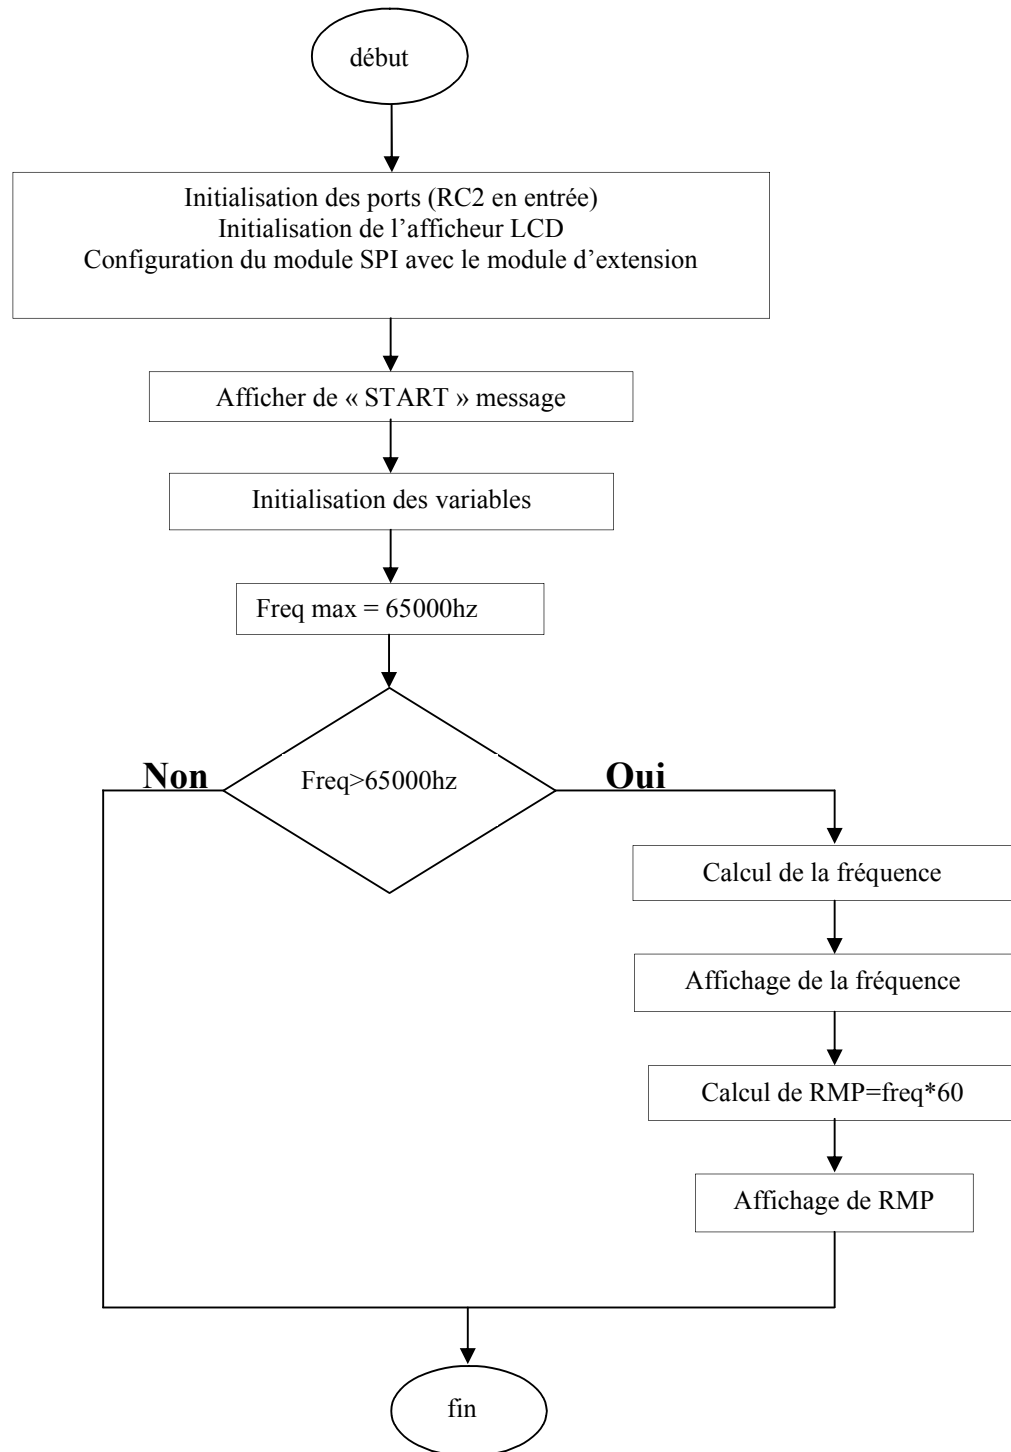 début
Initialisation des ports (RC2 en entrée)
Initialisation de l’afficheur LCD
Configuration du module SPI avec le module d’extension
Afficher de « START » message
Initialisation des variables
Freq max = 65000hz
Non
Freq>65000hz
Oui
Calcul de la fréquence
Affichage de la fréquence
Calcul de RMP=freq*60
Affichage de RMP
fin